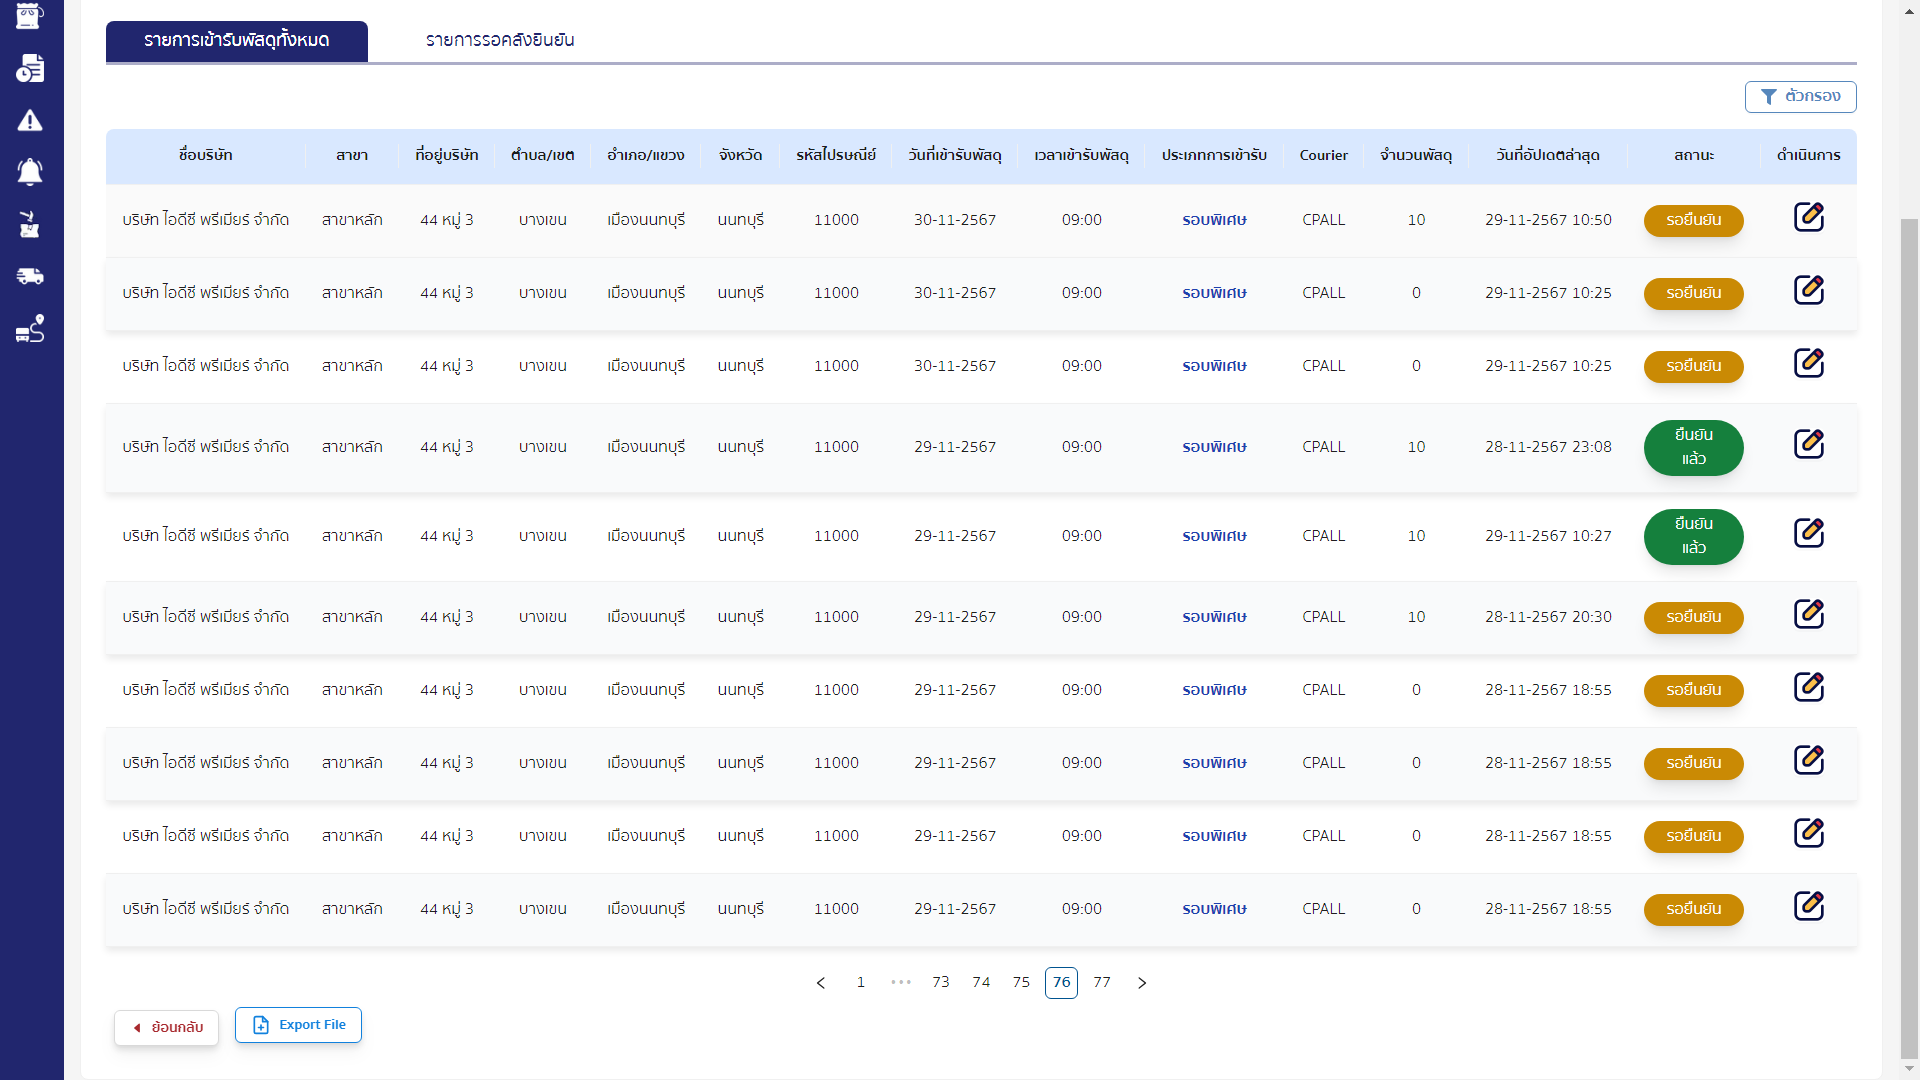 รายการเข้ารับพัสดุทั้งหมด รายการรอคลังยืนยัน
ตัวกรอง
ชื่อบริษัท สาขา ที่อยู่บริษัท ตำบล/เขต อำเภอ/แขวง จังหวัด รหัสไปรษณีย์ วันที่เข้ารับพัสดุ เวลาเข้ารับพัสดุ ประเภทการเข้ารับ Courier จำนวนพัสดุ วันที่อัปเดตล่าสุด สถานะ ดำเนินการ
บริษัท ไอดีซี พรีเมียร์ จำกัด สาขาหลัก 44 หมู่ 3 บางเขน เมืองนนทบุรี นนทบุรี 11000 30-11-2567 09:00 รอบพิเศษ CPALL 10 29-11-2567 10:50 รอยืนยัน
บริษัท ไอดีซี พรีเมียร์ จำกัด สาขาหลัก 44 หมู่ 3 บางเขน เมืองนนทบุรี นนทบุรี 11000 30-11-2567 09:00 รอบพิเศษ CPALL 0 29-11-2567 10:25 รอยืนยัน
บริษัท ไอดีซี พรีเมียร์ จำกัด สาขาหลัก 44 หมู่ 3 บางเขน เมืองนนทบุรี นนทบุรี 11000 30-11-2567 09:00 รอบพิเศษ CPALL 0 29-11-2567 10:25 รอยืนยัน
บริษัท ไอดีซี พรีเมียร์ จำกัด สาขาหลัก 44 หมู่ 3 บางเขน เมืองนนทบุรี นนทบุรี 11000 29-11-2567 09:00 รอบพิเศษ CPALL 10 28-11-2567 23:08 ยืนยัน
แล้ว
บริษัท ไอดีซี พรีเมียร์ จำกัด สาขาหลัก 44 หมู่ 3 บางเขน เมืองนนทบุรี นนทบุรี 11000 29-11-2567 09:00 รอบพิเศษ CPALL 10 29-11-2567 10:27 ยืนยัน
แล้ว
บริษัท ไอดีซี พรีเมียร์ จำกัด สาขาหลัก 44 หมู่ 3 บางเขน เมืองนนทบุรี นนทบุรี 11000 29-11-2567 09:00 รอบพิเศษ CPALL 10 28-11-2567 20:30 รอยืนยัน
บริษัท ไอดีซี พรีเมียร์ จำกัด สาขาหลัก 44 หมู่ 3 บางเขน เมืองนนทบุรี นนทบุรี 11000 29-11-2567 09:00 รอบพิเศษ CPALL 0 28-11-2567 18:55 รอยืนยัน
บริษัท ไอดีซี พรีเมียร์ จำกัด สาขาหลัก 44 หมู่ 3 บางเขน เมืองนนทบุรี นนทบุรี 11000 29-11-2567 09:00 รอบพิเศษ CPALL 0 28-11-2567 18:55 รอยืนยัน
บริษัท ไอดีซี พรีเมียร์ จำกัด สาขาหลัก 44 หมู่ 3 บางเขน เมืองนนทบุรี นนทบุรี 11000 29-11-2567 09:00 รอบพิเศษ CPALL 0 28-11-2567 18:55 รอยืนยัน
บริษัท ไอดีซี พรีเมียร์ จำกัด สาขาหลัก 44 หมู่ 3 บางเขน เมืองนนทบุรี นนทบุรี 11000 29-11-2567 09:00 รอบพิเศษ CPALL 0 28-11-2567 18:55 รอยืนยัน
1 ••• 73 74 75 76 77
ย้อนกลับ Export File